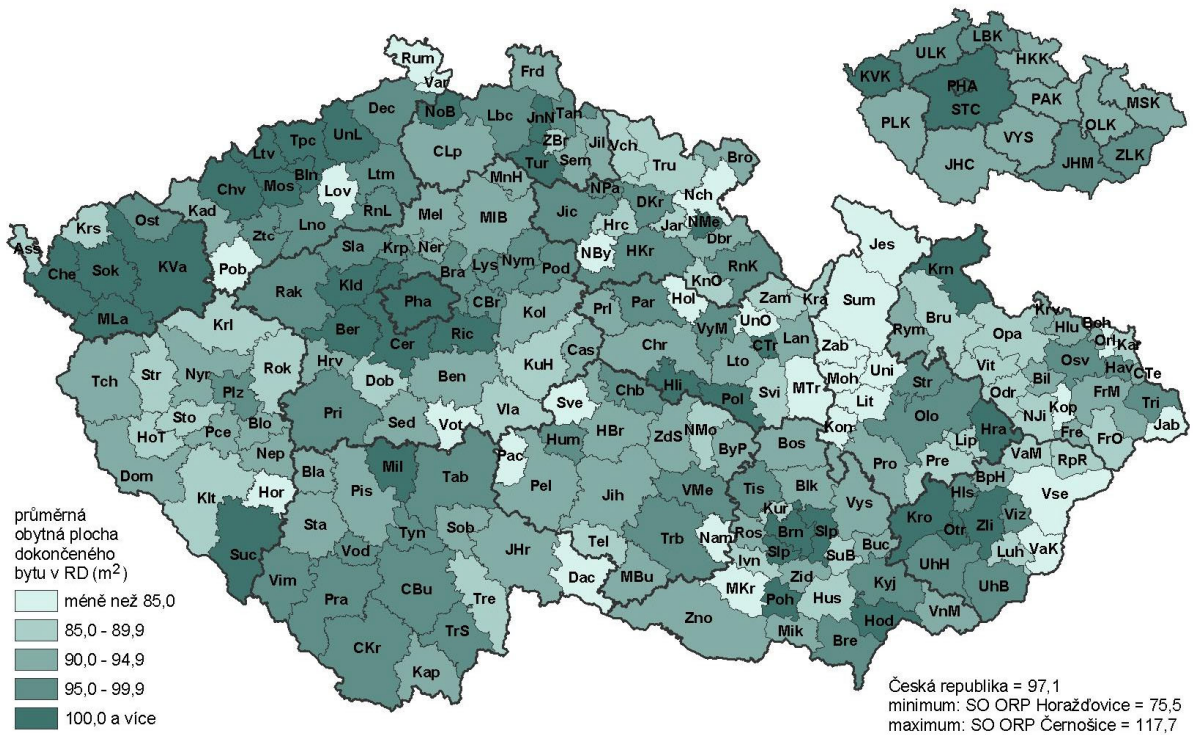 Rum
Var
Frd
Dec
NoB
Lbc
JnN
Tan
UnL
Tpc
Ltv
CLp
ZBr
Jil
Vch
Tru
Bro
Sem
Tur
Chv
Mos
Bln
Lov
Ltm
MnH
NPa
Nch
Kad
RnL
Mel
MlB
Jic
DKr
Krs
Ost
Ztc
Lno
Hrc
Jar
NMe
Ass
Che
Sok
KVa
Pob
Sla
Krp
Ner
Bra
Lys
Nym
Pod
NBy
HKr
Dbr
RnK
Jes
Rak
Kld
Pha
CBr
KnO
Krn
MLa
Krl
Ber
Cer
Ric
Kol
Prl
Par
Hol
Zam
Kra
Sum
Hrv
Cas
Chr
VyM
UnO
CTr
Lan
Rym
Bru
Opa
Krv
Hlu
Boh
Orl
Kar
Tch
Str
Nyr
Rok
Plz
Dob
Ben
KuH
Lto
Zab
Vit
Osv
Hav
CTe
Sto
Pri
Sed
Vot
Vla
Sve
Chb
Hli
Pol
Svi
MTr
Moh
Uni
Lit
Str
Odr
Bil
FrM
Tri
HoT
Pce
Blo
Kon
Olo
Hra
NJi
Kop
Fre
FrO
Jab
Nep
Dom
Klt
Hor
Bla
Mil
Tab
Pac
Hum
HBr
ZdS
NMo
ByP
Bos
Pro
Lip
Pre
VaM
RpR
Pis
Pel
Jih
VMe
Tis
Blk
Vys
BpH
Hls
Vse
Suc
Sta
Tyn
Sob
Kur
Kro
Otr
Zli
Viz
Vod
JHr
Tel
Trb
Nam
Ros
Brn
Slp
Slp
Ivn
SuB
Buc
Luh
VaK
Vim
Pra
CBu
Tre
Dac
MBu
MKr
Zid
Poh
Hus
Kyj
UhH
UhB
TrS
CKr
Kap
Zno
Mik
Bre
Hod
VnM
LBK
ULK
HKK
KVK
PHA
STC
PAK
MSK
PLK
OLK
VYS
JHC
JHM
ZLK
průměrná
obytná plocha
dokončeného
bytu v RD (m²)
méně než 85,0
85,0 - 89,9
90,0 - 94,9
95,0 - 99,9
100,0 a více
Česká republika = 97,1
minimum: SO ORP Horažďovice = 75,5
maximum: SO ORP Černošice = 117,7